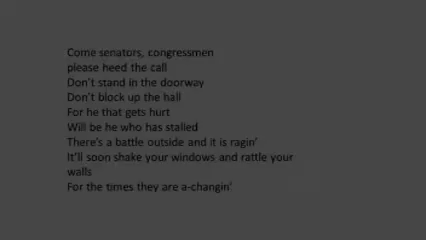 Come senators, congressmen
please heed the call
Don't stand in the doorway
Don't block up the hall
For he that gets hurt
Will be he who has stalled
There's a battle outside and it is ragin'
It'll soon shake your windows and rattle your
walls
For the times they are a-changin'